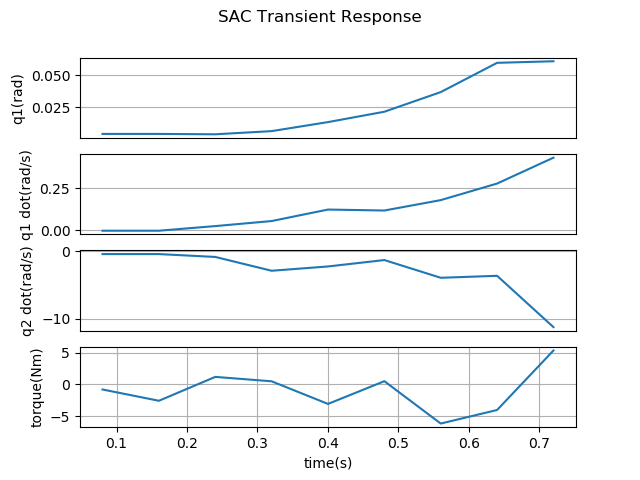 SAC Transient Response
q1(rad)
0.050
0.025
q1 dot(rad/s)
0.25
0.00
q2 dot(rad/s)
0
−10
torque(Nm)
5
0
−5
0.1 0.2 0.3 0.4 0.5 0.6 0.7
time(s)